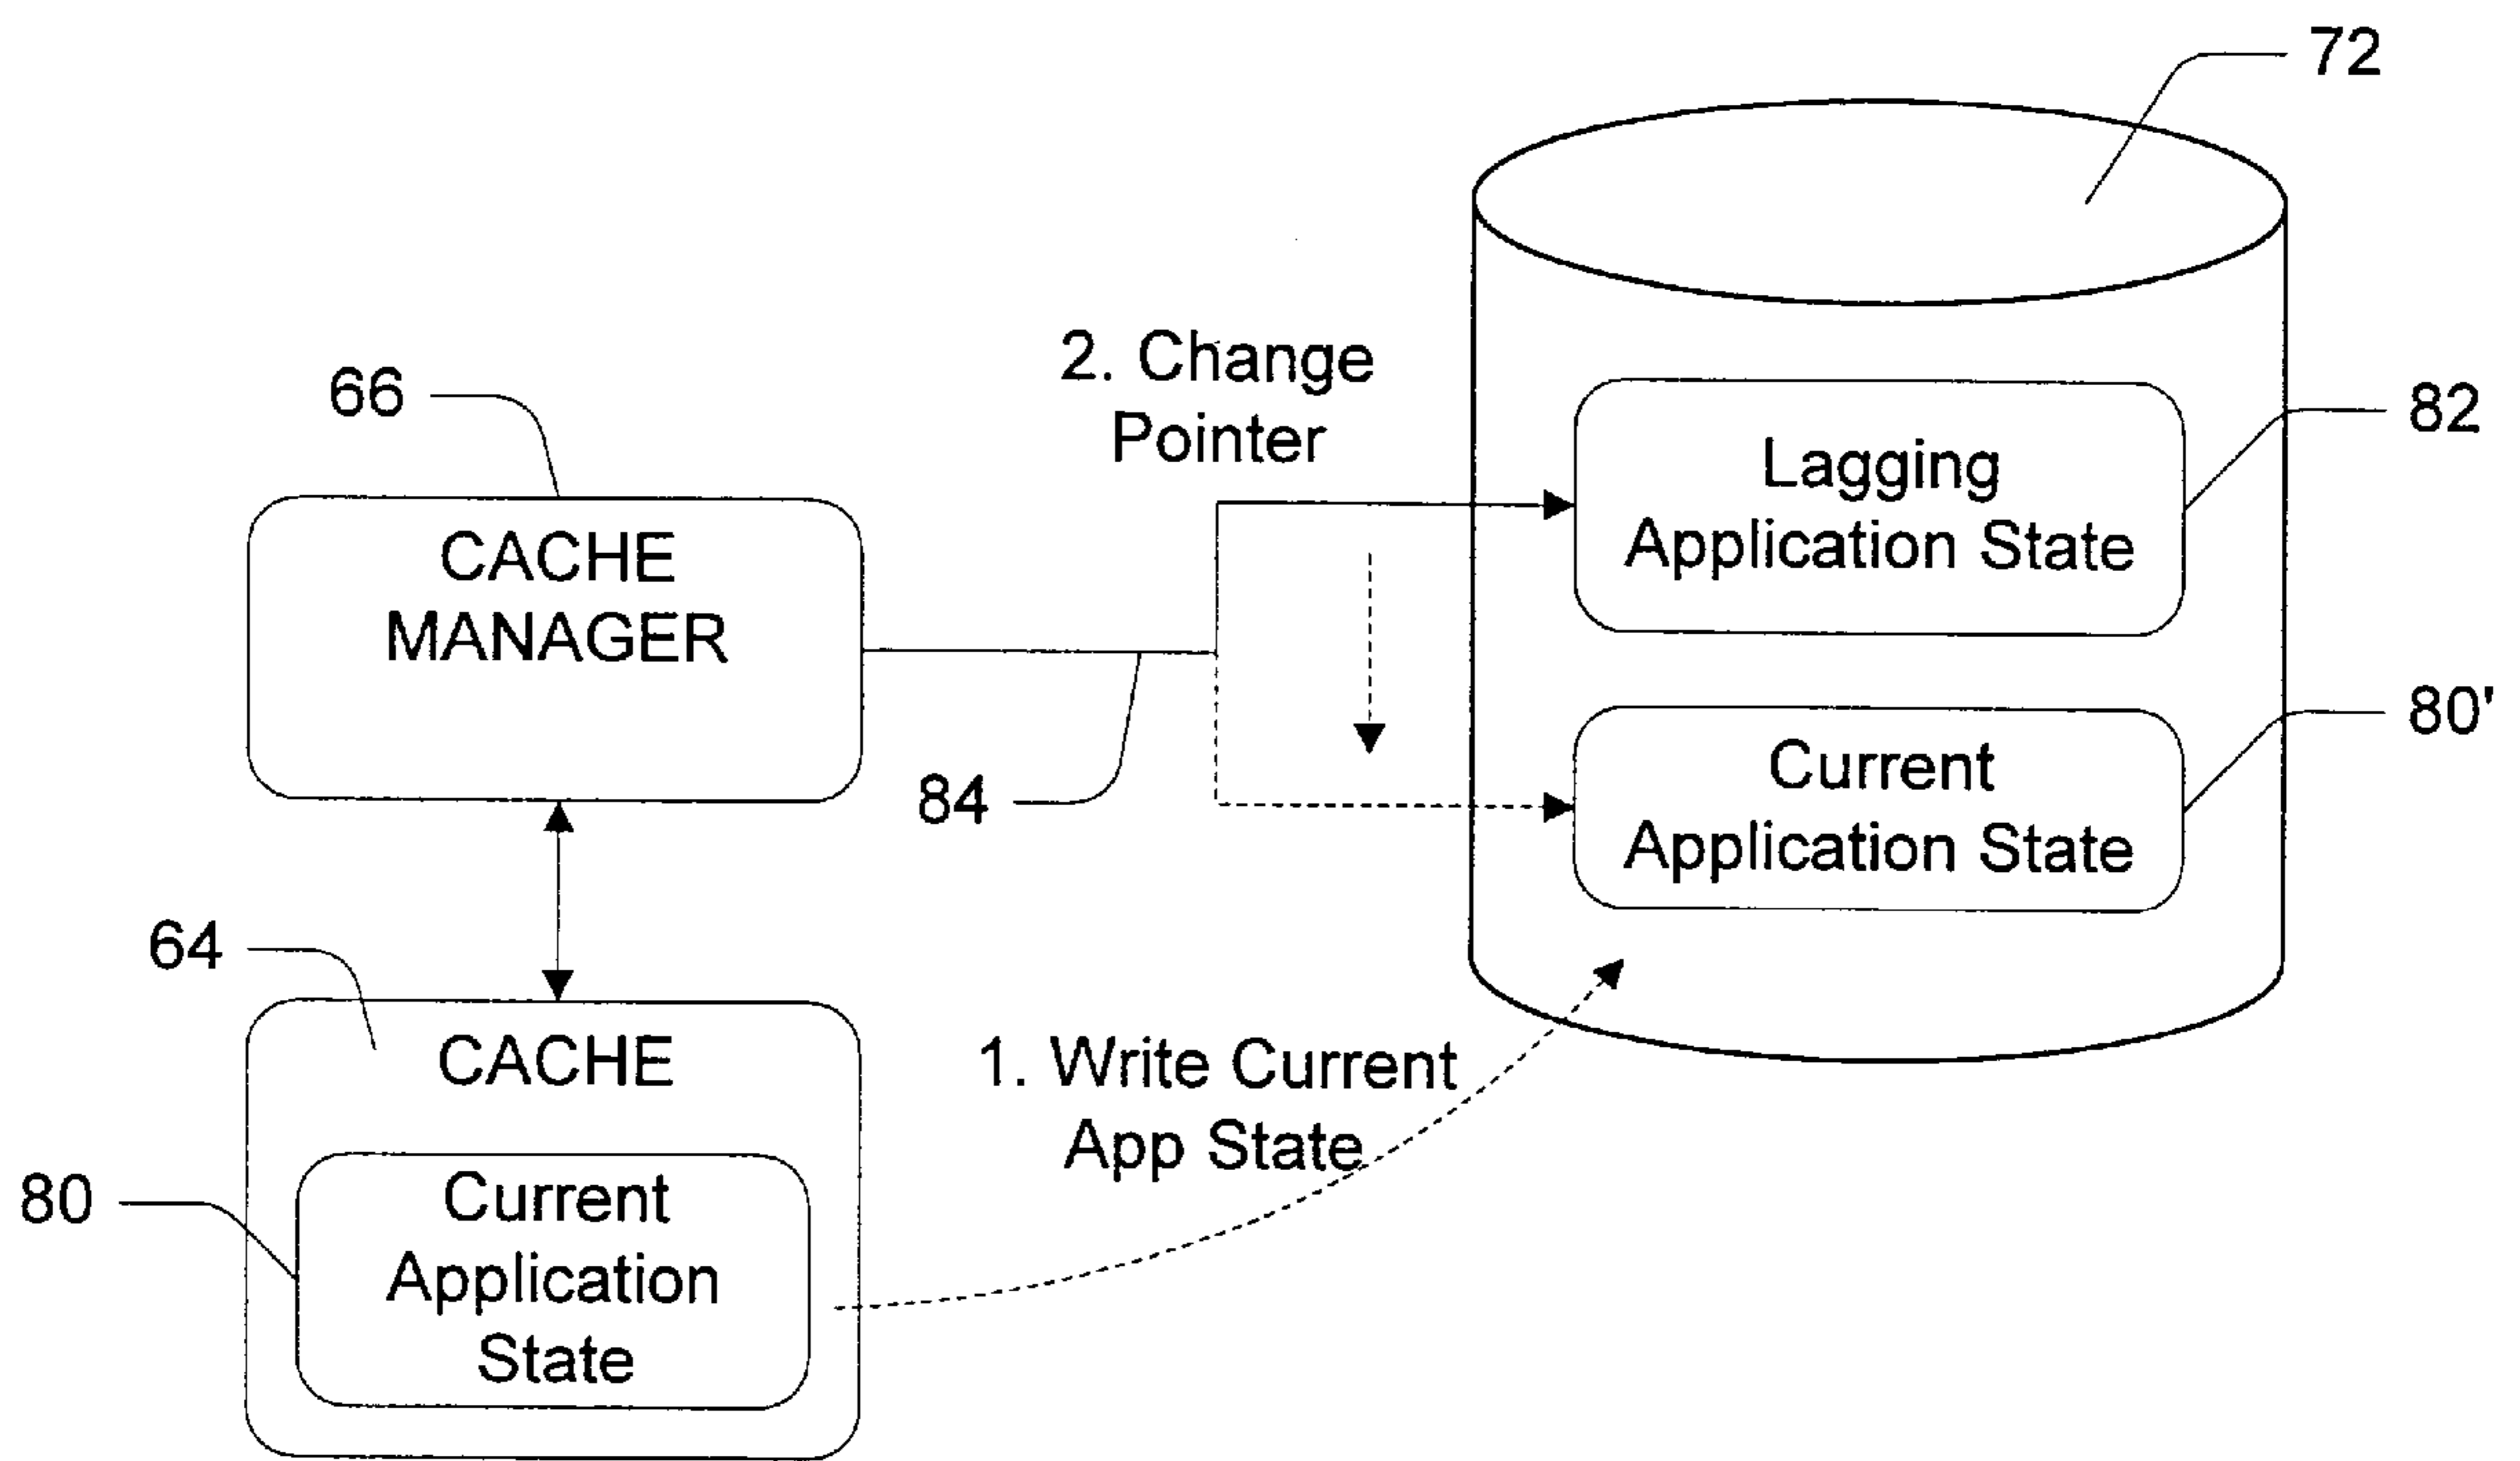 72
2. Change
Pointer
66
82
Lagging
Application State
CACHE
MANAGER
80'
Current
Application State
84
64
CACHE
1. Write Current
App State
80
Current
Application
State